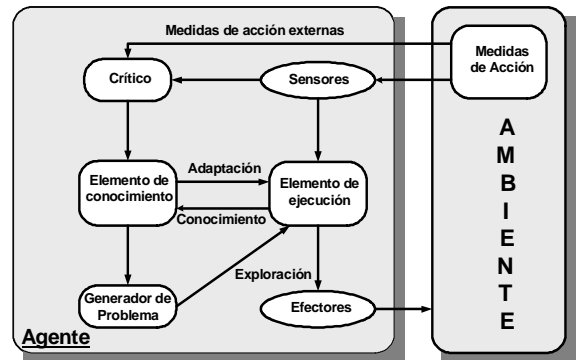 Medidas de acción externas
Medidas
de Acción
Crítico
Sensores
A
M
B
I
E
N
T
E
Adaptación
Elemento de
conocimiento
Elemento de
ejecución
Conocimiento
Exploración
Generador de
Problema
Efectores
Agente